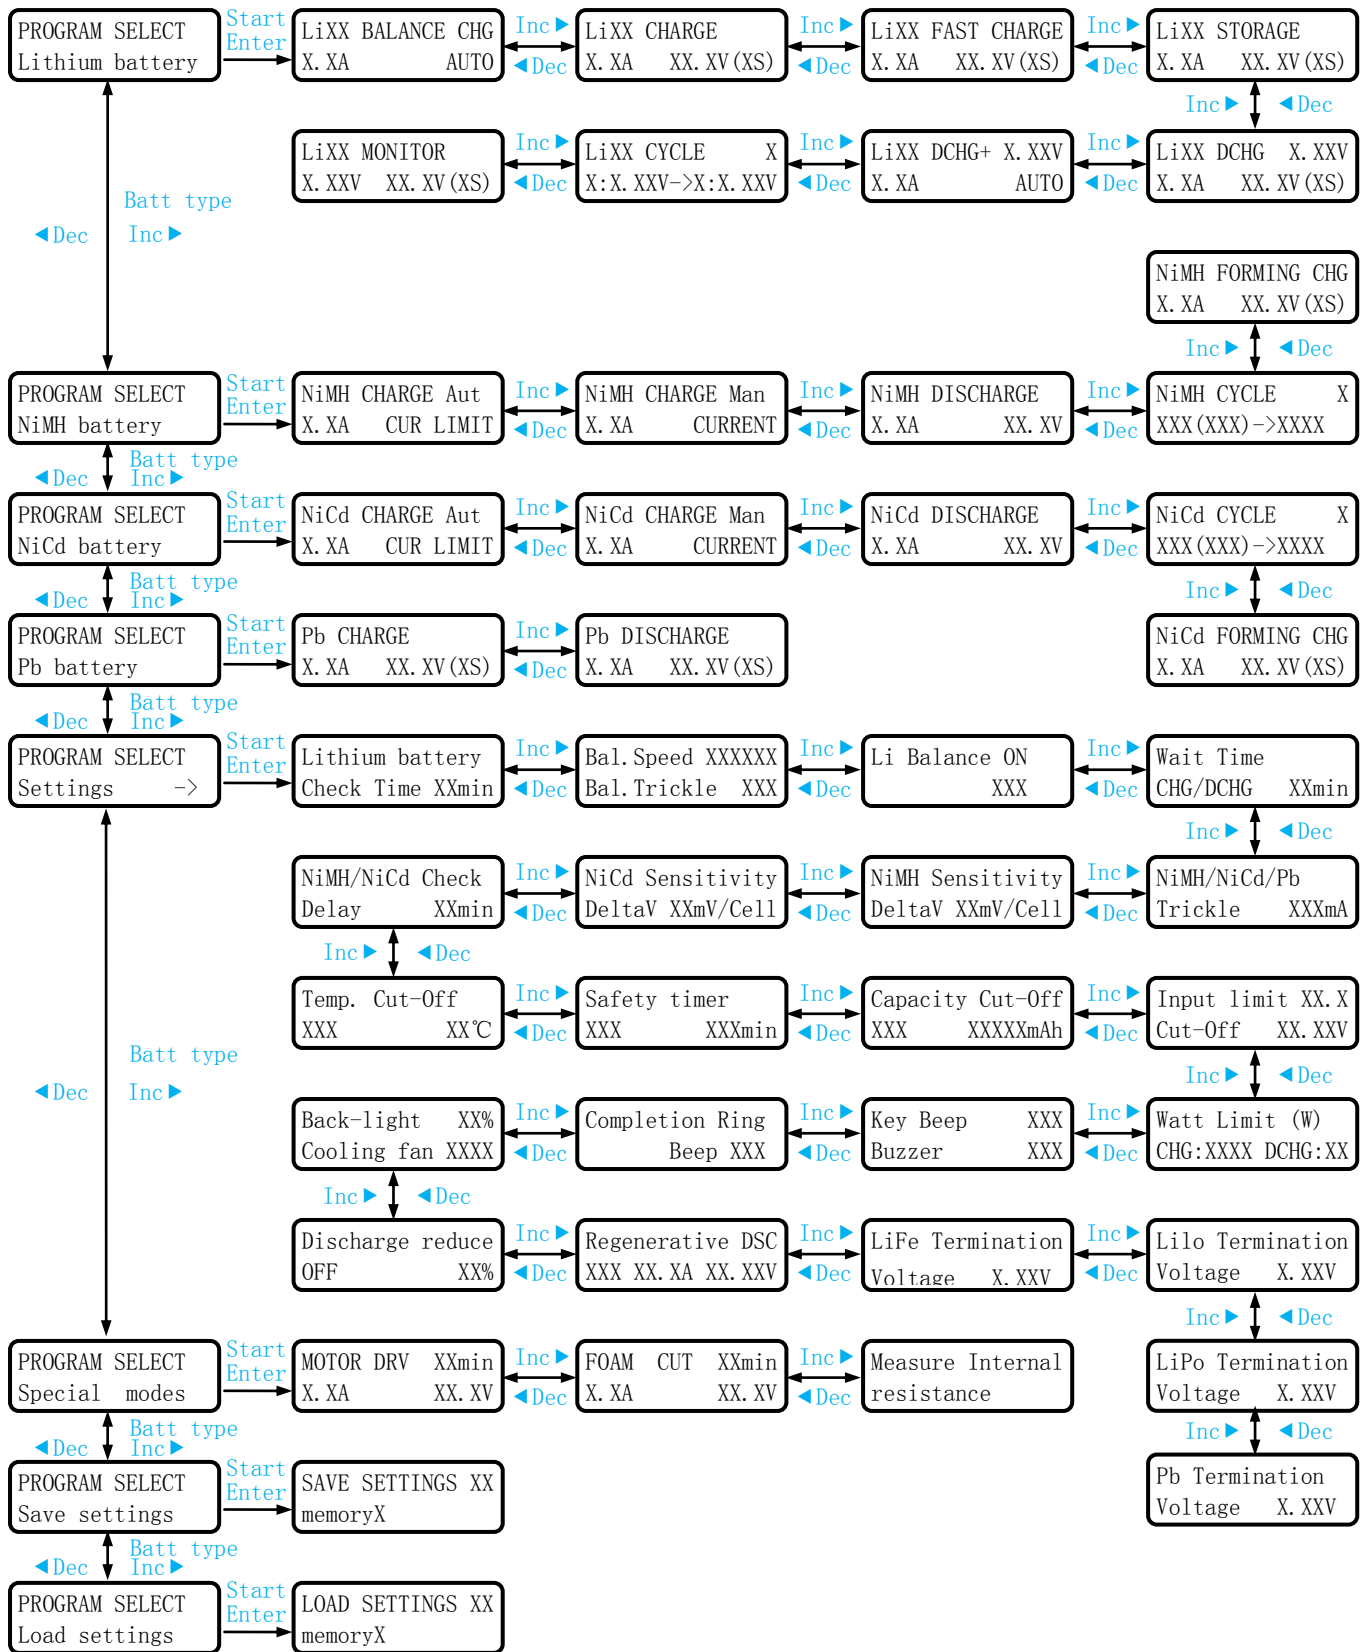 PROGRAM SELECT
Lithium battery
Start
Enter
LiXX BALANCE CHG
X.XA AUTO
Inc►
◄Dec
LiXX CHARGE
X.XA XX.XV(XS)
Inc►
◄Dec
LiXX FAST CHARGE
X.XA XX.XV(XS)
Inc►
◄Dec
LiXX STORAGE
X.XA XX.XV(XS)
Inc► ◄Dec
LiXX MONITOR
X.XXV XX.XV(XS)
Inc►
◄Dec
LiXX CYCLE X
X:X.XXV->X:X.XXV
Inc►
◄Dec
LiXX DCHG+ X.XXV
X.XA AUTO
Inc►
◄Dec
LiXX DCHG X.XXV
X.XA XX.XV(XS)
Batt type
◄Dec Inc►
NiMH FORMING CHG
X.XA XX.XV(XS)
Inc► ◄Dec
PROGRAM SELECT
NiMH battery
Start
Enter
NiMH CHARGE Aut
X.XA CUR LIMIT
Inc►
◄Dec
NiMH CHARGE Man
X.XA CURRENT
Inc►
◄Dec
NiMH DISCHARGE
X.XA XX.XV
Inc►
◄Dec
NiMH CYCLE X
XXX(XXX)->XXXX
Batt type
◄Dec Inc►
PROGRAM SELECT
NiCd battery
Start
Enter
NiCd CHARGE Aut
X.XA CUR LIMIT
Inc►
◄Dec
NiCd CHARGE Man
X.XA CURRENT
Inc►
◄Dec
NiCd DISCHARGE
X.XA XX.XV
Inc►
◄Dec
NiCd CYCLE X
XXX(XXX)->XXXX
Batt type
◄Dec Inc►
Inc► ◄Dec
PROGRAM SELECT
Pb battery
Start
Enter
Pb CHARGE
X.XA XX.XV(XS)
Inc►
◄Dec
Pb DISCHARGE
X.XA XX.XV(XS)
NiCd FORMING CHG
X.XA XX.XV(XS)
Batt type
◄Dec Inc►
PROGRAM SELECT
Settings ->
Start
Enter
Lithium battery
Check Time XXmin
Inc►
◄Dec
Bal.Speed XXXXXX
Bal.Trickle XXX
Inc►
◄Dec
Li Balance ON
XXX
Inc►
◄Dec
Wait Time
CHG/DCHG XXmin
Inc► ◄Dec
NiMH/NiCd Check
Delay XXmin
Inc►
◄Dec
NiCd Sensitivity
DeltaV XXmV/Cell
Inc►
◄Dec
NiMH Sensitivity
DeltaV XXmV/Cell
Inc►
◄Dec
NiMH/NiCd/Pb
Trickle XXXmA
Inc► ◄Dec
Temp. Cut-Off
XXX XX℃
Inc►
◄Dec
Safety timer
XXX XXXmin
Inc►
◄Dec
Capacity Cut-Off
XXX XXXXXmAh
Inc►
◄Dec
Input limit XX.X
Cut-Off XX.XXV
Batt type
◄Dec Inc►
Inc► ◄Dec
Back-light XX%
Cooling fan XXXX
Inc►
◄Dec
Completion Ring
Beep XXX
Inc►
◄Dec
Key Beep XXX
Buzzer XXX
Inc►
◄Dec
Watt Limit (W)
CHG:XXXX DCHG:XX
Inc► ◄Dec
Discharge reduce
OFF XX%
Inc►
◄Dec
Regenerative DSC
XXX XX.XA XX.XXV
Inc►
◄Dec
LiFe Termination
Voltage X.XXV
Inc►
◄Dec
LiIo Termination
Voltage X.XXV
Inc► ◄Dec
PROGRAM SELECT
Special modes
Start
Enter
MOTOR DRV XXmin
X.XA XX.XV
Inc►
◄Dec
FOAM CUT XXmin
X.XA XX.XV
Inc►
◄Dec
Measure Internal
resistance
LiPo Termination
Voltage X.XXV
Batt type
◄Dec Inc►
Inc► ◄Dec
PROGRAM SELECT
Save settings
Start
Enter
SAVE SETTINGS XX
memoryX
Pb Termination
Voltage X.XXV
Batt type
◄Dec Inc►
PROGRAM SELECT
Load settings
Start
Enter
LOAD SETTINGS XX
memoryX